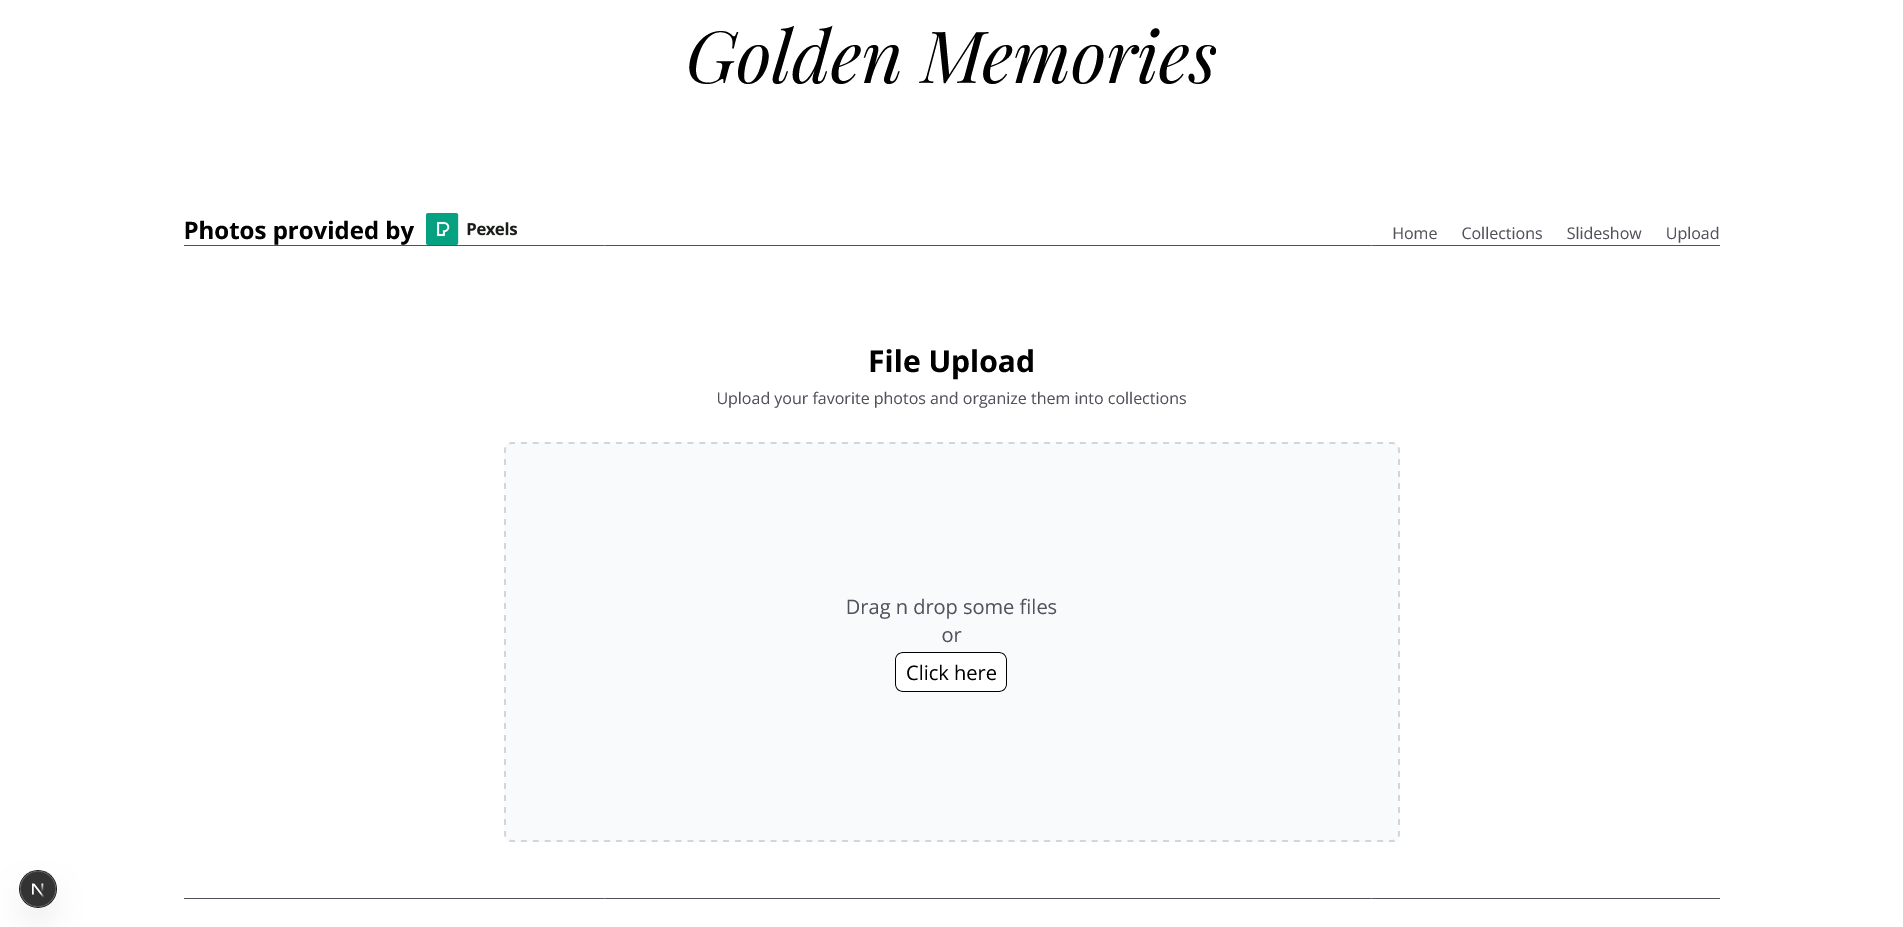 Golden Memories
Photos provided by Pexels
Home Collections Slideshow Upload
File Upload
Upload your favorite photos and organize them into collections
Drag n drop some files
or
Click here
N